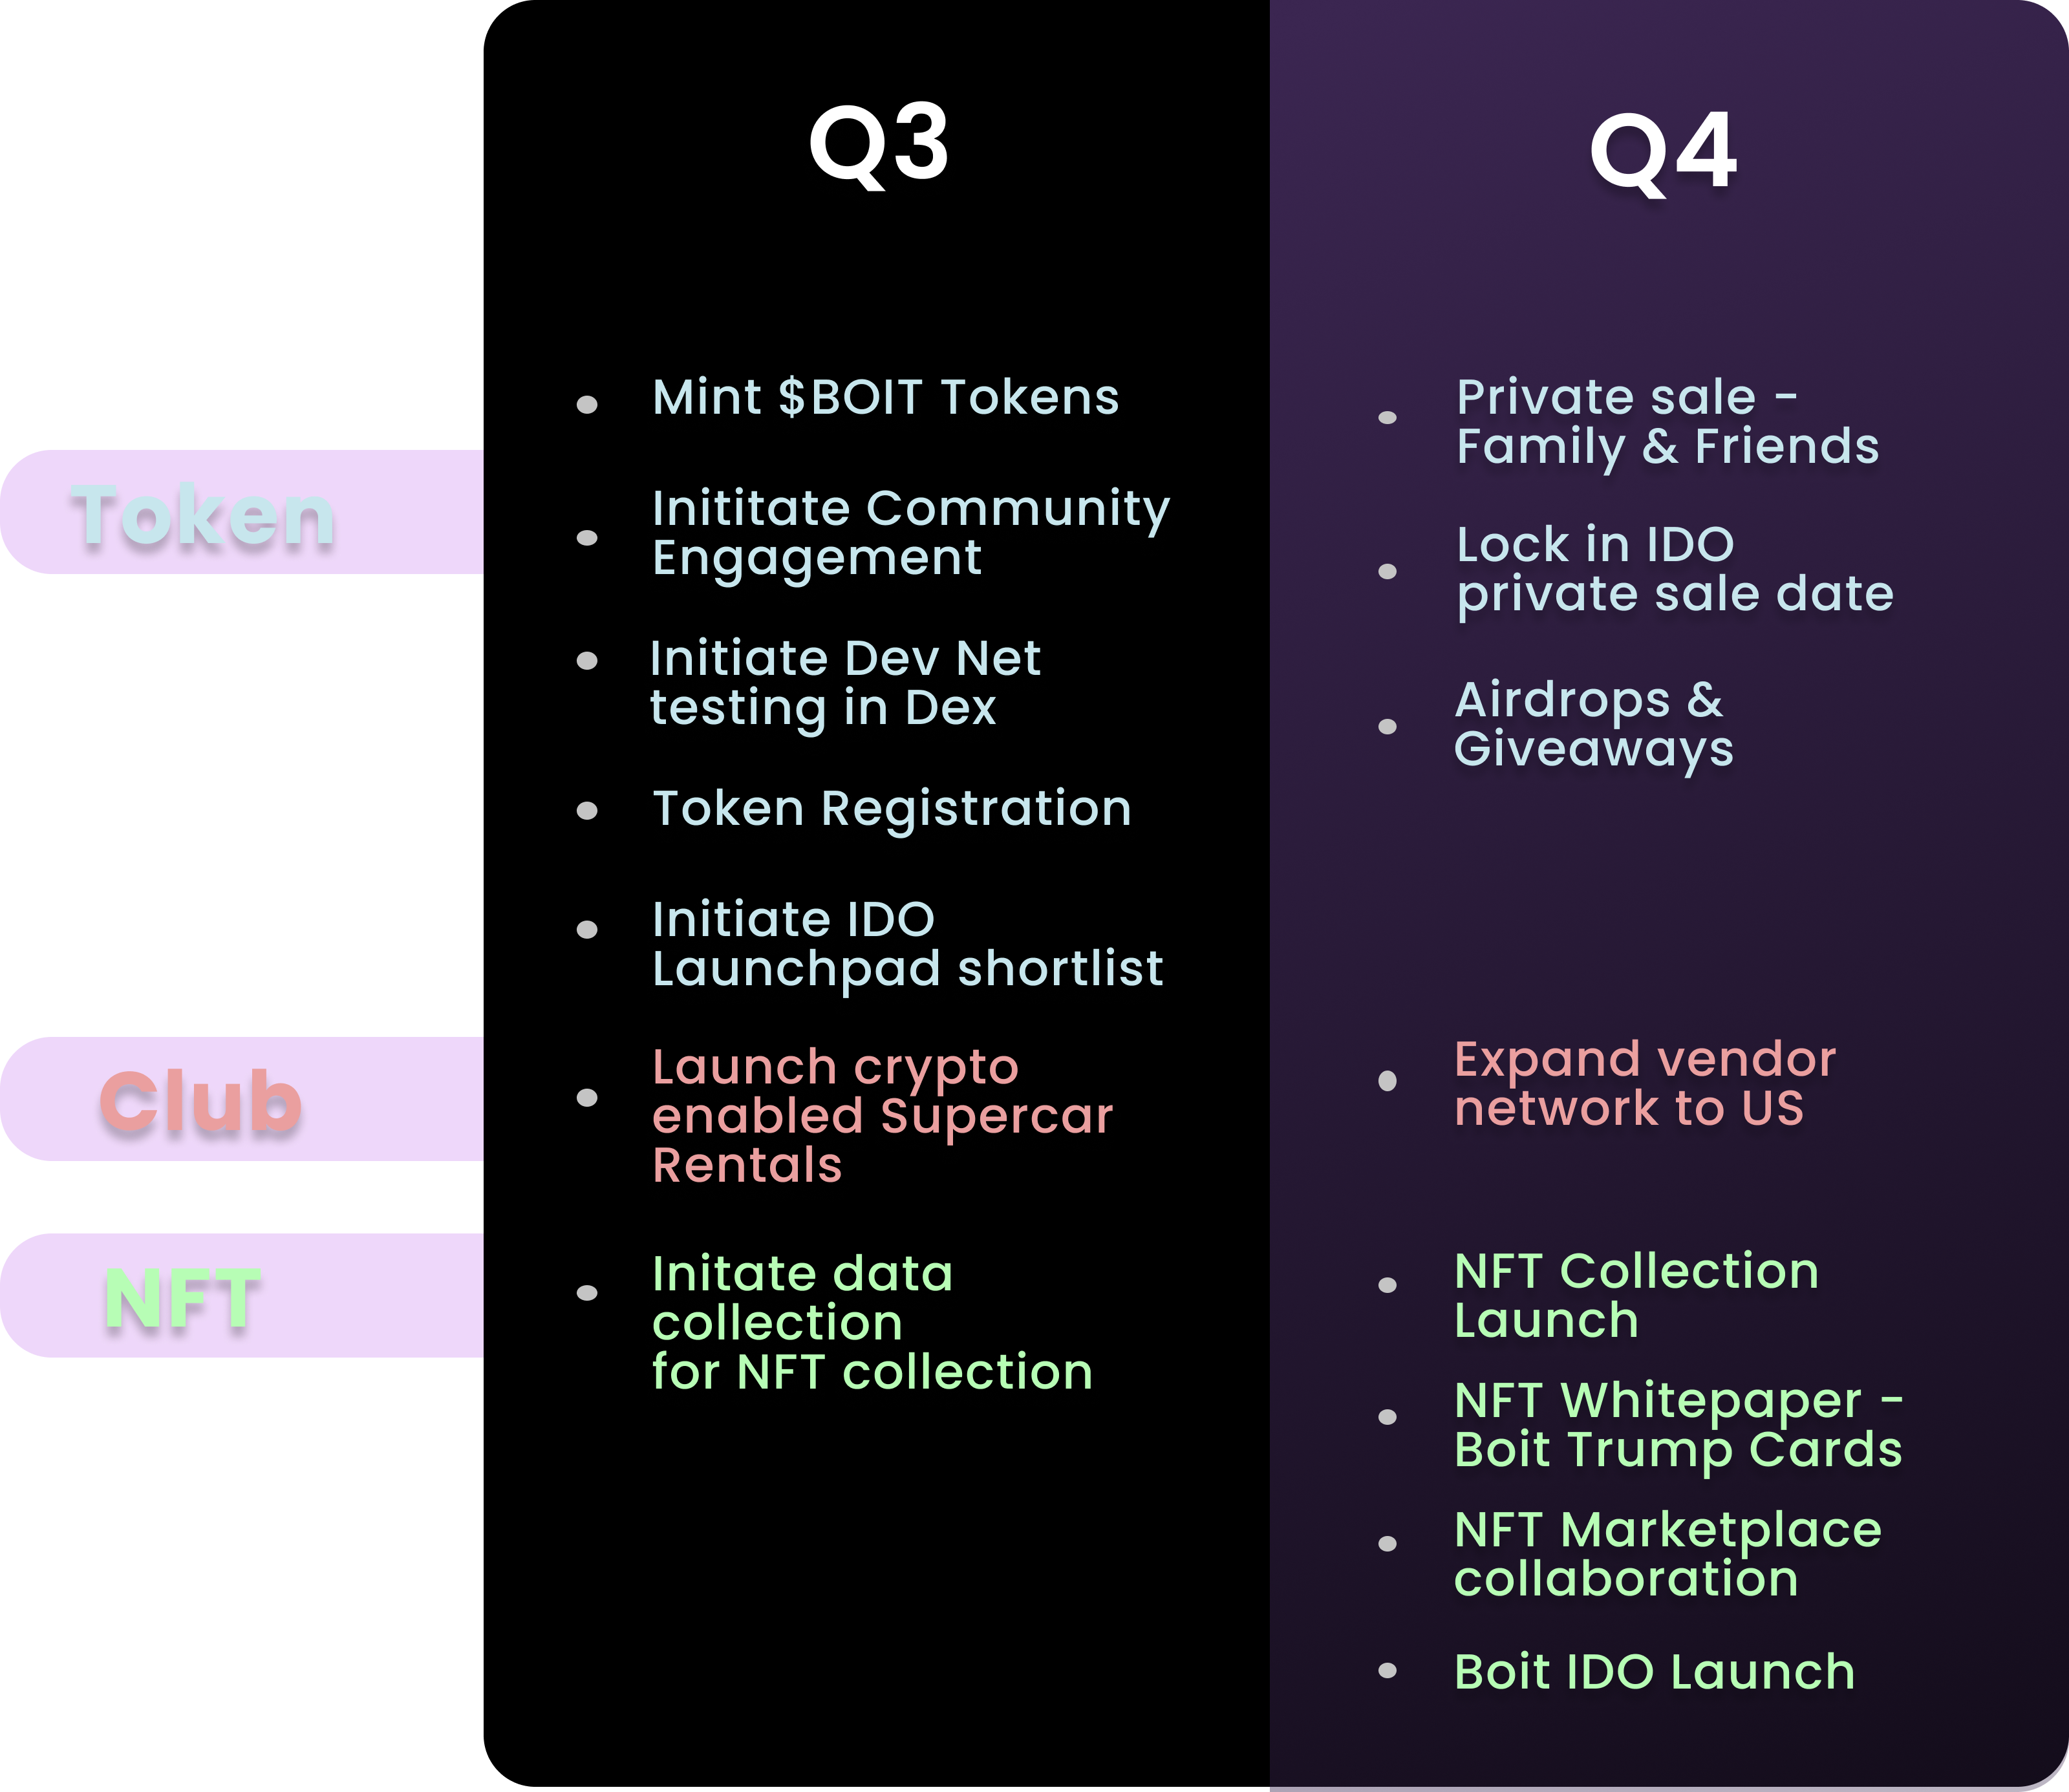 Q3
Q4
Token
Mint $BOIT Tokens
Inititate Community
Engagement
Initiate Dev Net
testing in Dex
Token Registration
Initiate IDO
Launchpad shortlist
Private sale -
Family & Friends
Lock in IDO
private sale date
Airdrops &
Giveaways
Club
Launch crypto
enabled Supercar
Rentals
Expand vendor
network to US
NFT
Initate data
collection
for NFT collection
NFT Collection
Launch
NFT Whitepaper -
Boit Trump Cards
NFT Marketplace
collaboration
Boit IDO Launch